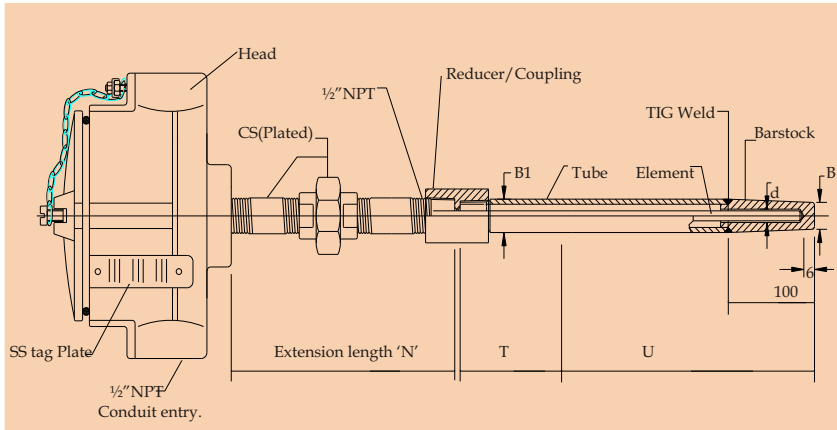 Head
Reducer/Coupling
½”NPT
TIG Weld
CS(Plated)
Barstock
B1
Tube
Element
B
d
6
100
SS tag Plate
Extension length ‘N’
T
U
½”NPT
Conduit entry.